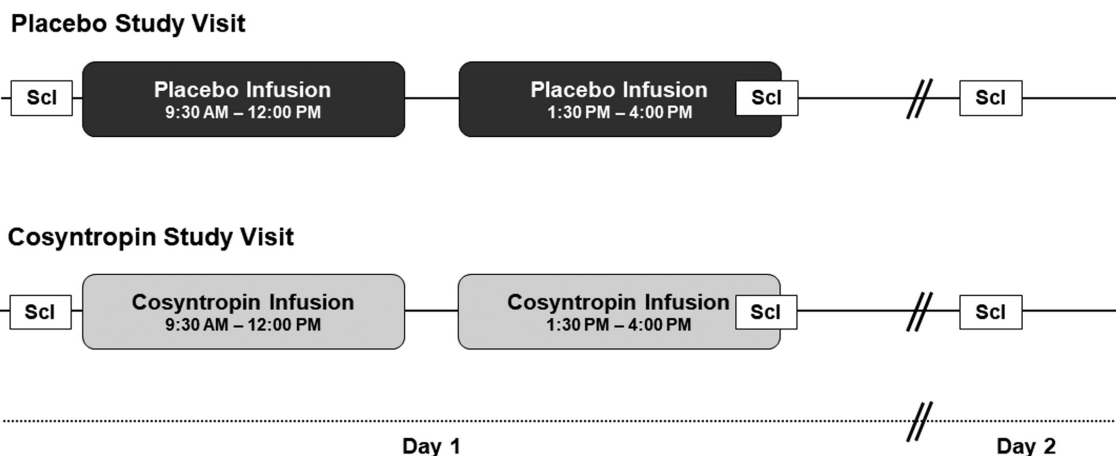 Placebo Study Visit
Scl
Placebo Infusion
9:30 AM – 12:00 PM
Placebo Infusion
1:30 PM – 4:00 PM
Scl
Scl
Cosyntropin Study Visit
Scl
Cosyntropin Infusion
9:30 AM – 12:00 PM
Cosyntropin Infusion
1:30 PM – 4:00 PM
Scl
Scl
Day 1
Day 2